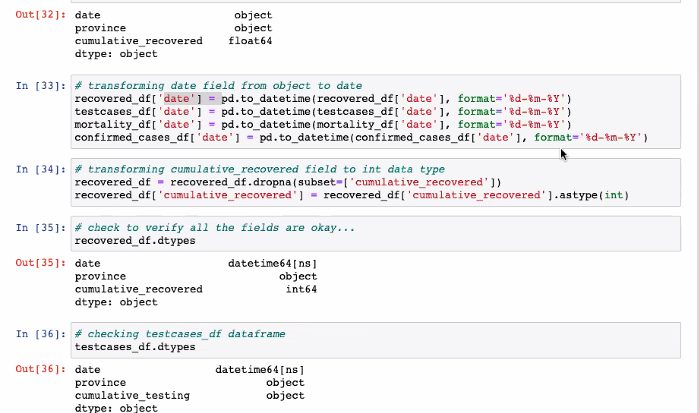 Out[32]: date object
province object
cumulative_recovered float64
dtype: object
In [33]: # transforming date field from object to date
recovered_df['date'] = pd.to_datetime(recovered_df['date'], format='%d-%m-%Y')
testcases_df['date'] = pd.to_datetime(testcases_df['date'], format='%d-%m-%Y')
mortality_df['date'] = pd.to_datetime(mortality_df['date'], format='%d-%m-%Y')
confirmed_cases_df['date'] = pd.to_datetime(confirmed_cases_df['date'], format='%d-%m-%Y')
In [34]: # transforming cumulative_recovered field to int data type
recovered_df = recovered_df.dropna(subset=['cumulative_recovered'])
recovered_df['cumulative_recovered'] = recovered_df['cumulative_recovered'].astype(int)
In [35]: # check to verify all the fields are okay...
recovered_df.dtypes
Out[35]: date datetime64[ns]
province object
cumulative_recovered int64
dtype: object
In [36]: # checking testcases_df dataframe
testcases_df.dtypes
Out[36]: date datetime64[ns]
province object
cumulative_testing object
dtype: object